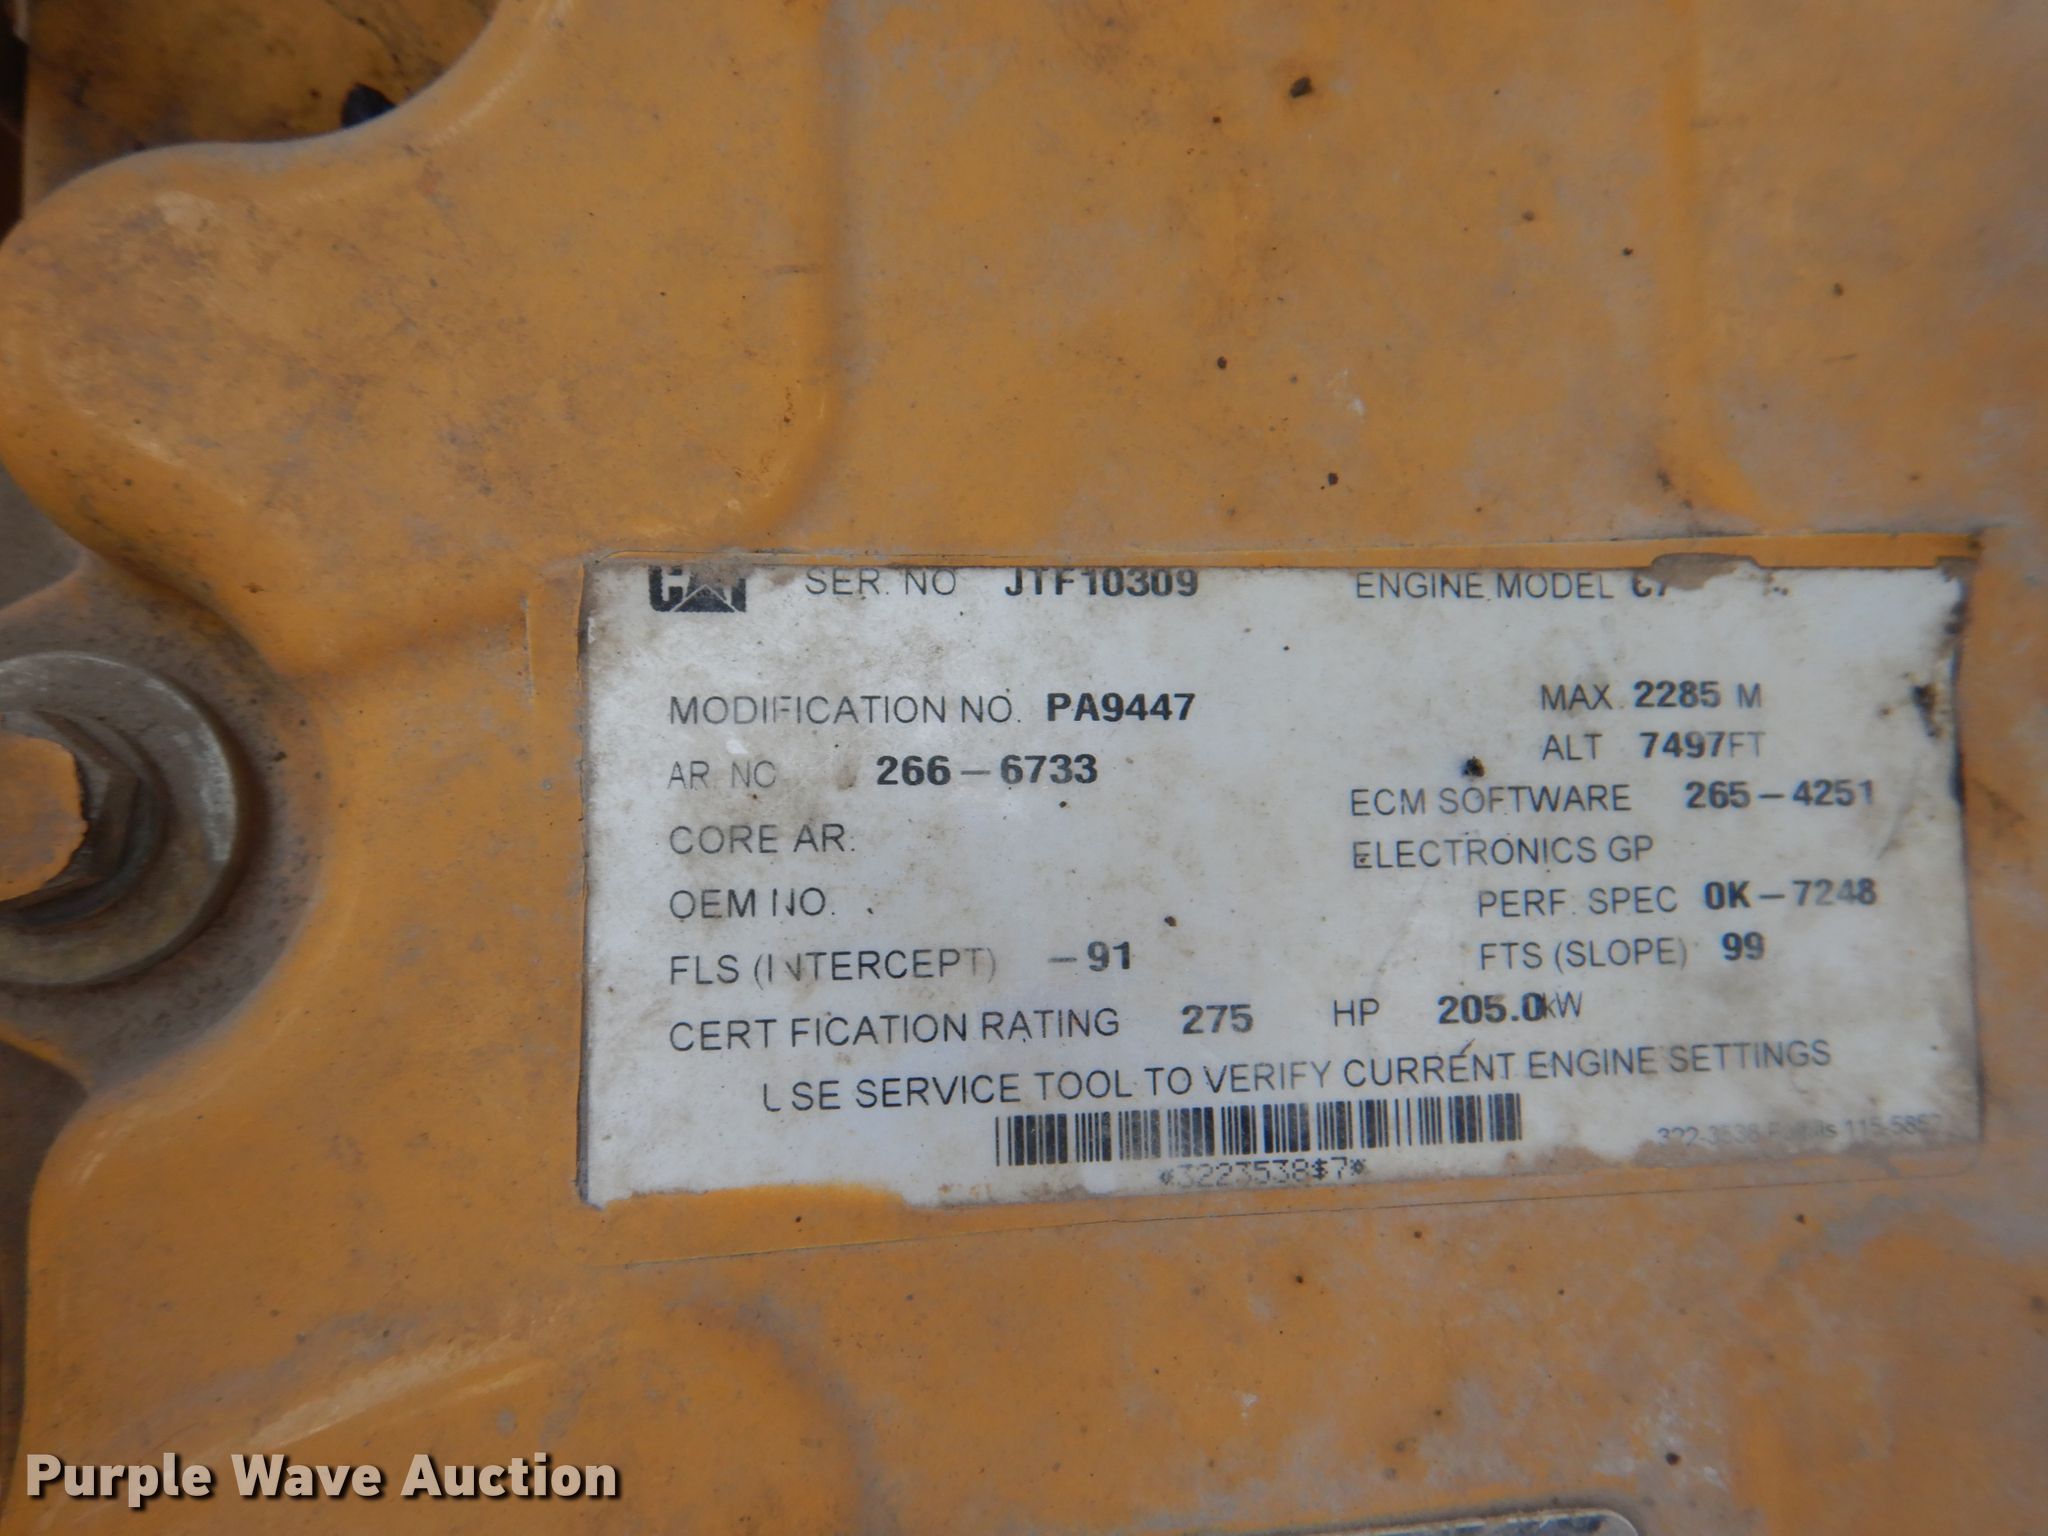 CAT SER. NO JTF10309 ENGINE MODEL C7
MODIFICATION NO. PA9447 MAX. 2285 M
AR. NO 266-6733 ALT 7497FT
ECM SOFTWARE 265-4251
CORE AR. ELECTRONICS GP
OEM NO. PERF. SPEC 0K-7248
FLS (INTERCEPT) -91 FTS (SLOPE) 99
CERTIFICATION RATING 275 HP 205.0kW
USE SERVICE TOOL TO VERIFY CURRENT ENGINE SETTINGS
*3223538$7*
Purple Wave Auction